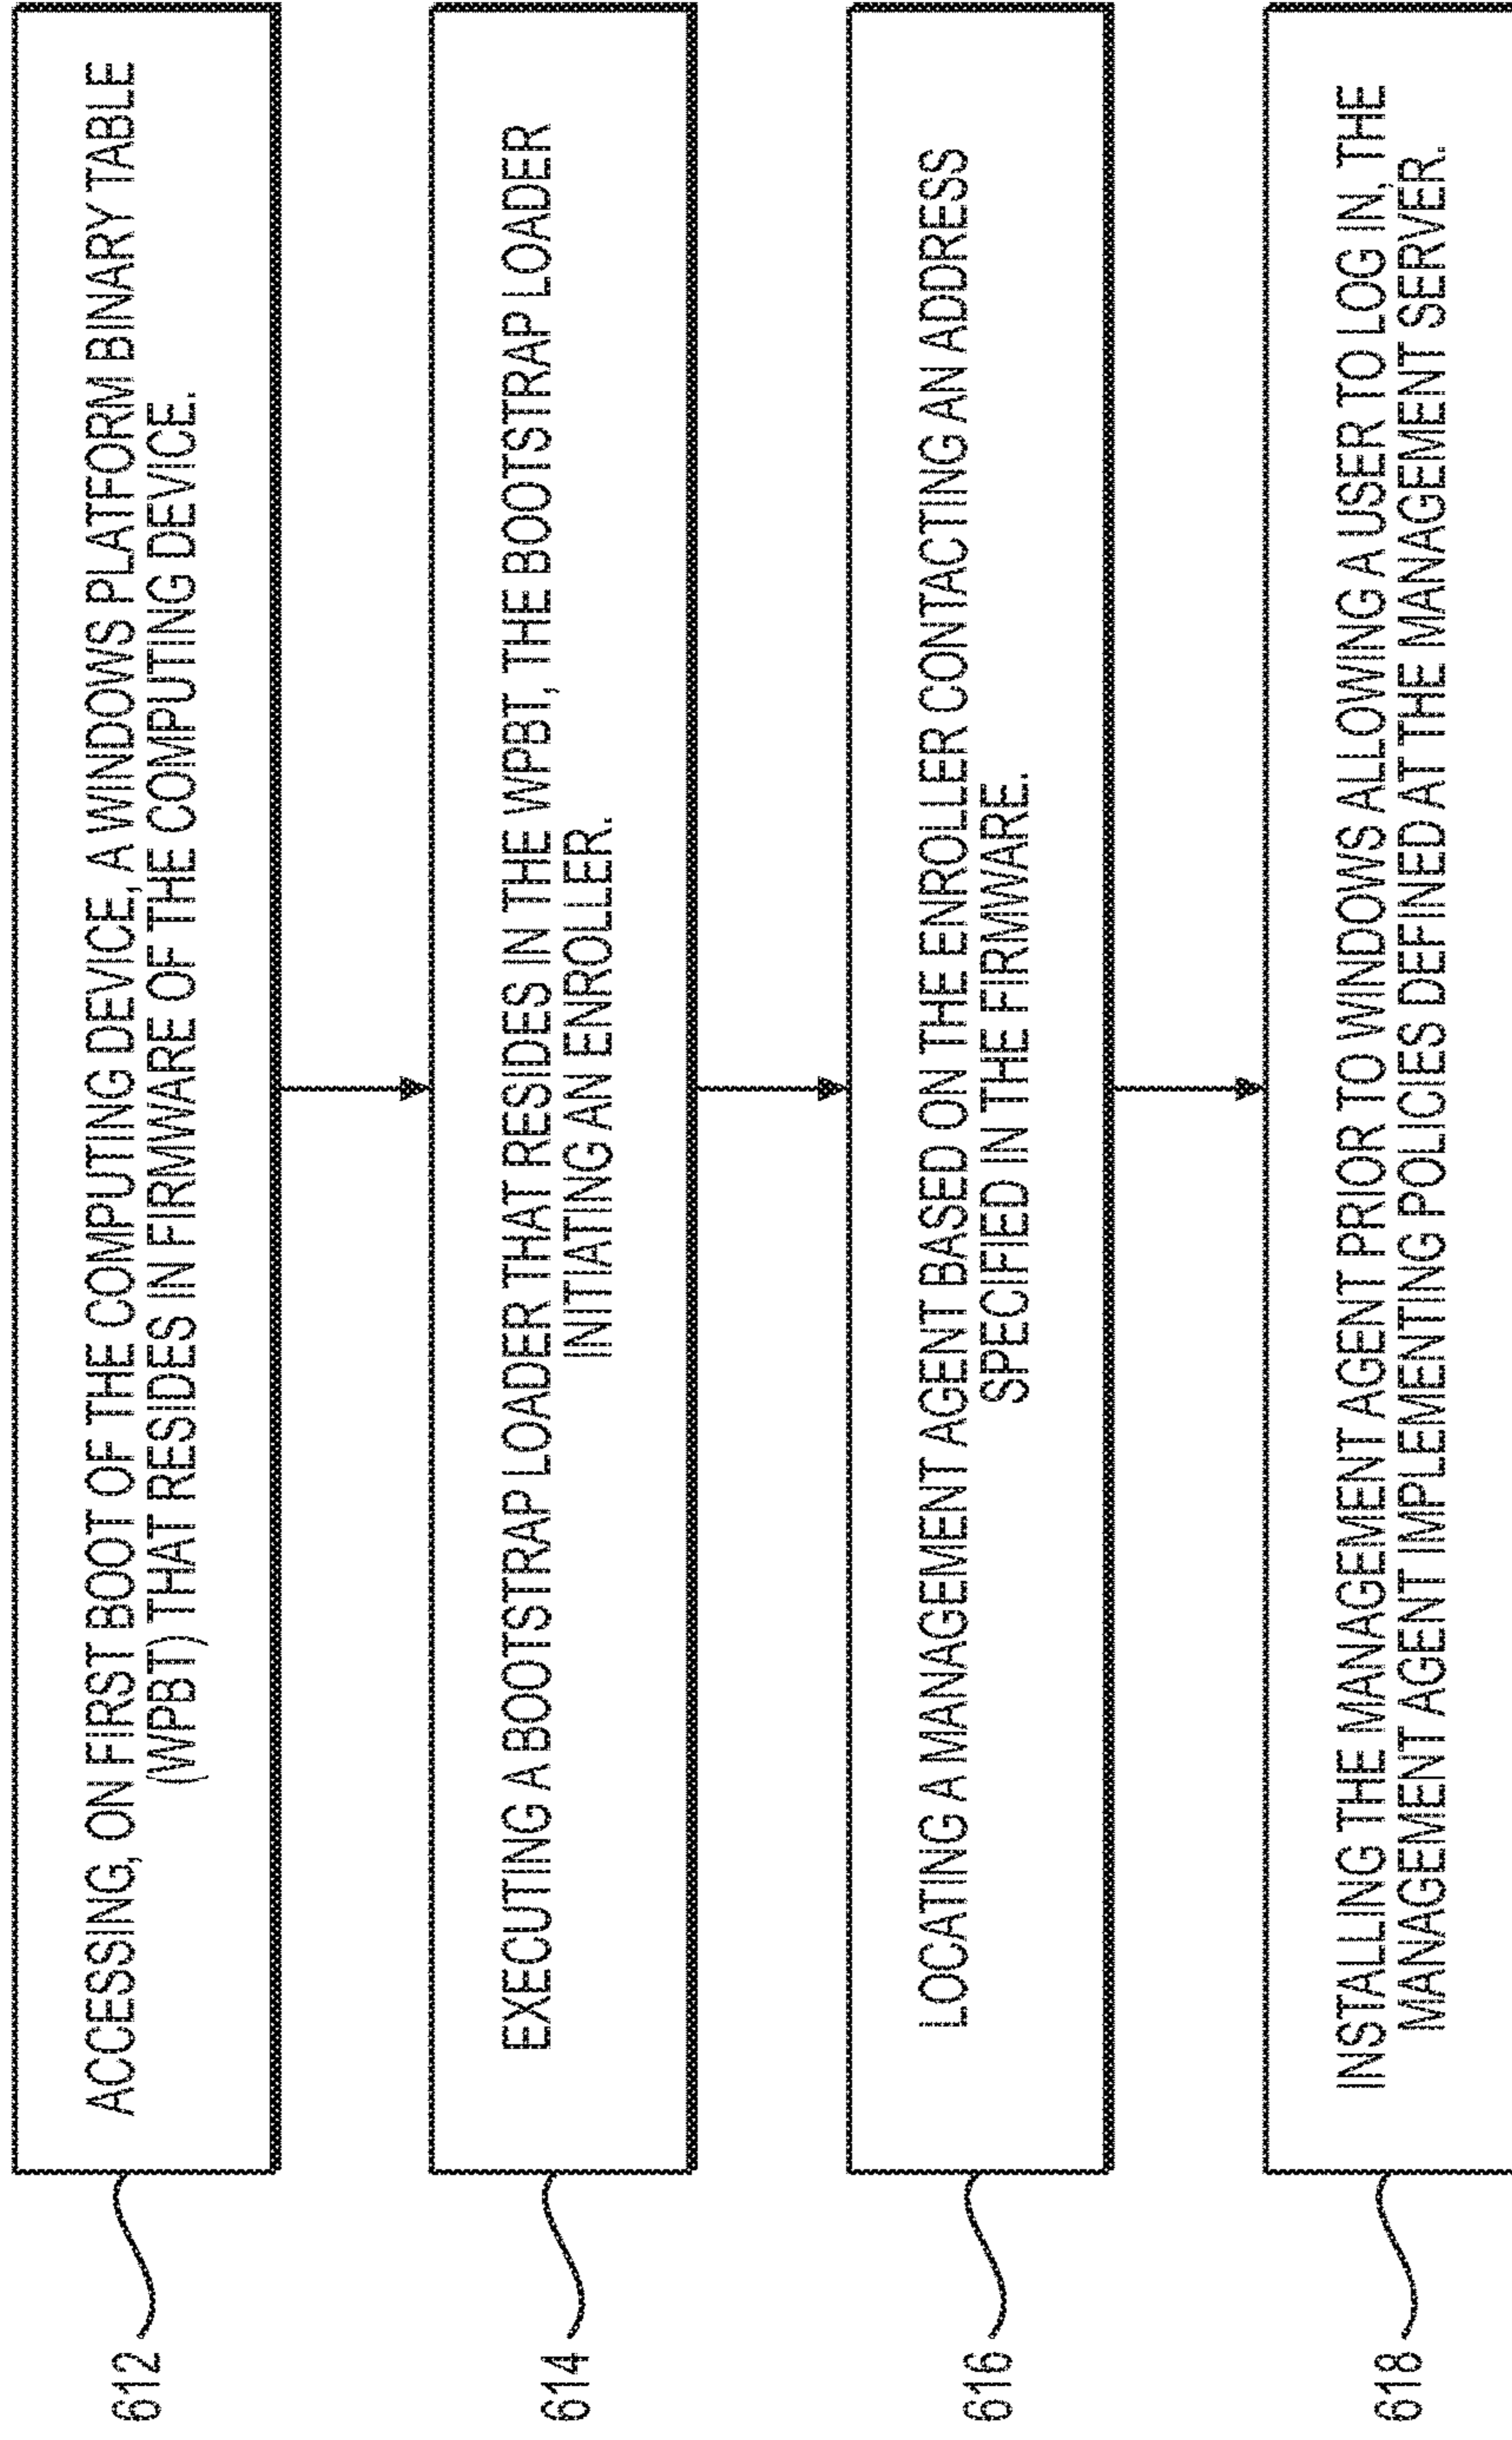 612
ACCESSING, ON FIRST BOOT OF THE COMPUTING DEVICE, A WINDOWS PLATFORM BINARY TABLE
(WPBT) THAT RESIDES IN FIRMWARE OF THE COMPUTING DEVICE.
614
EXECUTING A BOOTSTRAP LOADER THAT RESIDES IN THE WPBT, THE BOOTSTRAP LOADER
INITIATING AN ENROLLER.
616
LOCATING A MANAGEMENT AGENT BASED ON THE ENROLLER CONTACTING AN ADDRESS
SPECIFIED IN THE FIRMWARE.
618
INSTALLING THE MANAGEMENT AGENT PRIOR TO WINDOWS ALLOWING A USER TO LOG IN, THE
MANAGEMENT AGENT IMPLEMENTING POLICIES DEFINED AT THE MANAGEMENT SERVER.